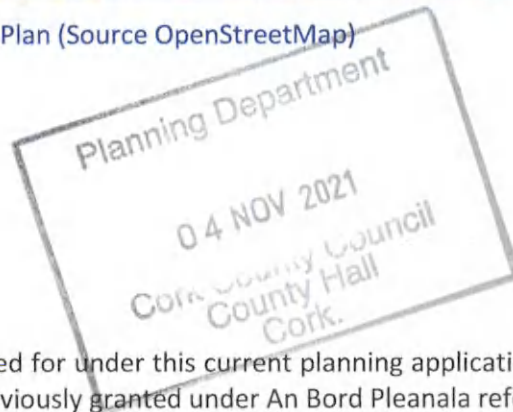 Plan (Source OpenStreetMap)
Planning Department
04 NOV 2021
Cork County Council
County Hall
Cork.
ed for under this current planning applicati
viously granted under An Bord Pleanala refe